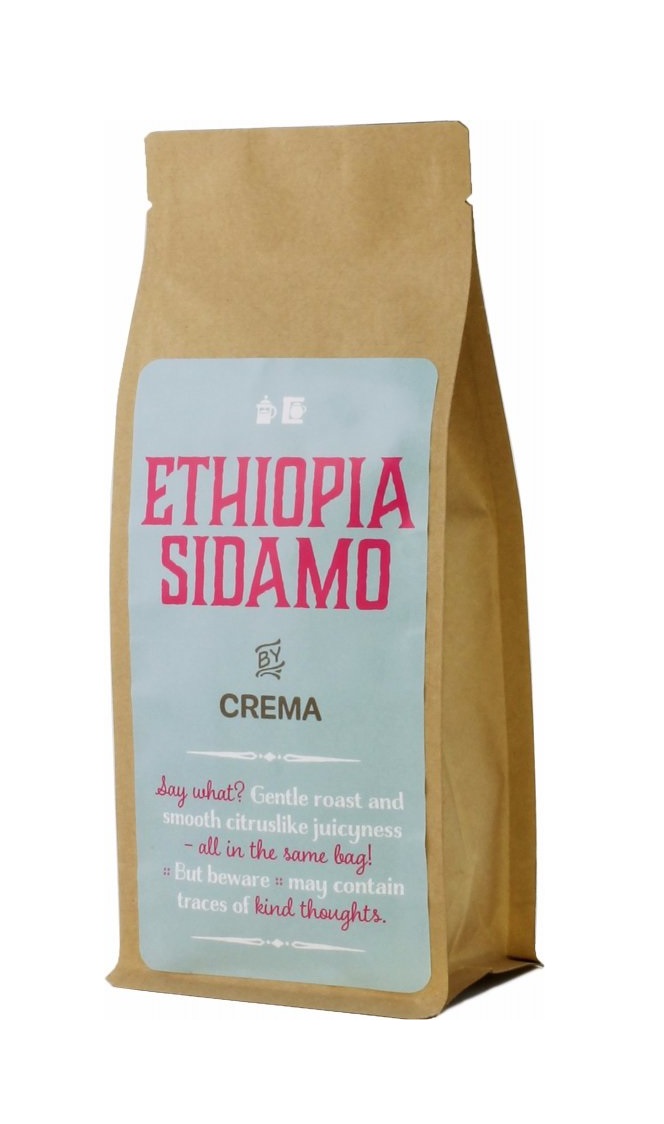 ETHIOPIA
SIDAMO
BY
CREMA
Say what? Gentle roast and
smooth citruslike juicyness
- all in the same bag!
:: But beware :: may contain
traces of kind thoughts.